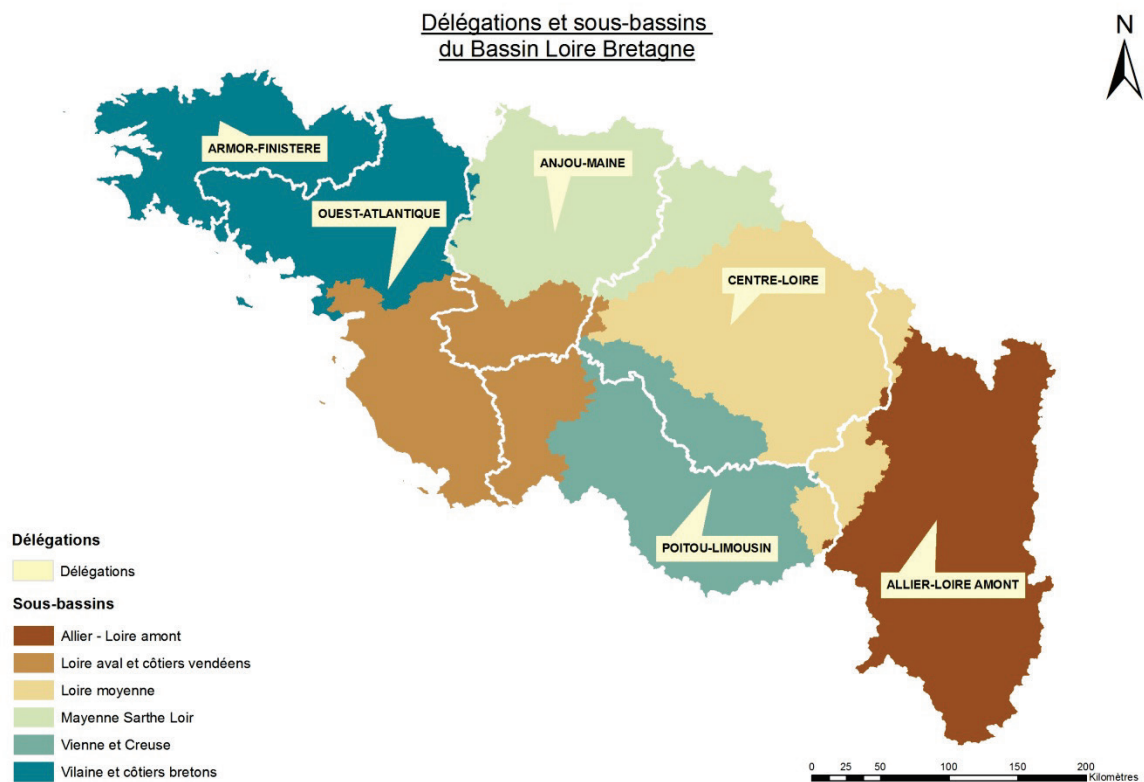 Délégations et sous-bassins
du Bassin Loire Bretagne
N
ARMOR-FINISTERE
ANJOU-MAINE
OUEST-ATLANTIQUE
CENTRE-LOIRE
POITOU-LIMOUSIN
ALLIER-LOIRE AMONT
Délégations
Délégations
Sous-bassins
Allier - Loire amont
Loire aval et côtiers vendéens
Loire moyenne
Mayenne Sarthe Loir
Vienne et Creuse
Vilaine et côtiers bretons
0 25 50 100 150 200
Kilomètres